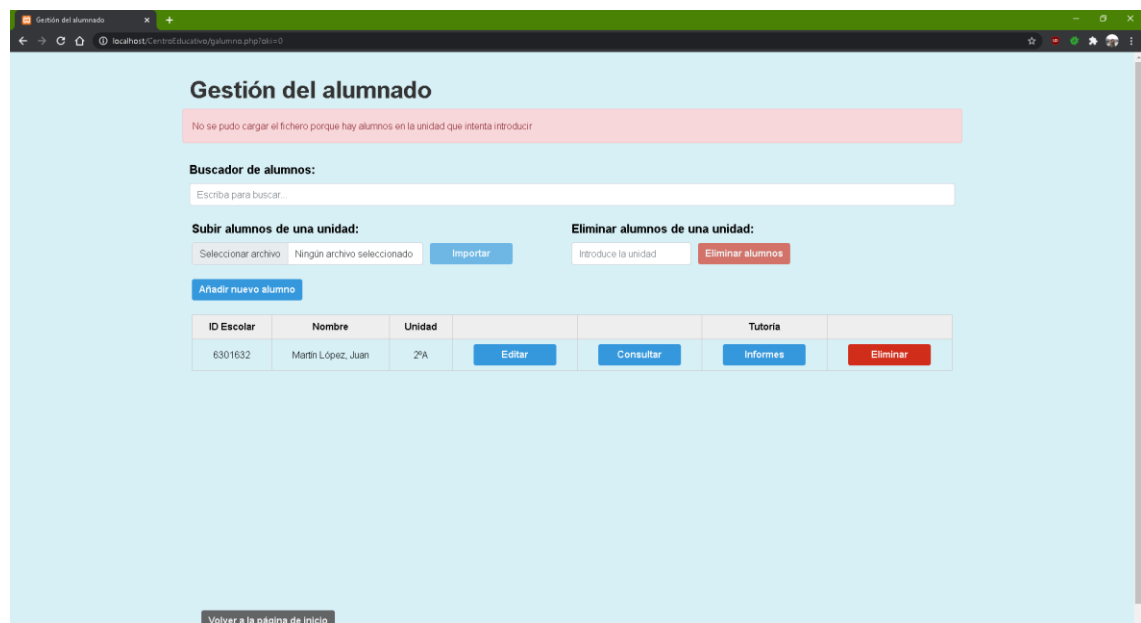 Gestión del alumnado
localhost/CentroEducativo/galumno.php?oki=0
Gestión del alumnado
No se pudo cargar el fichero porque hay alumnos en la unidad que intenta introducir
Buscador de alumnos:
Escriba para buscar...
Subir alumnos de una unidad: Eliminar alumnos de una unidad:
Seleccionar archivo Ningún archivo seleccionado Importar Introduce la unidad Eliminar alumnos
Añadir nuevo alumno
ID Escolar Nombre Unidad Tutoría
6301632 Martín López, Juan 2ºA Editar Consultar Informes Eliminar
Volver a la página de inicio